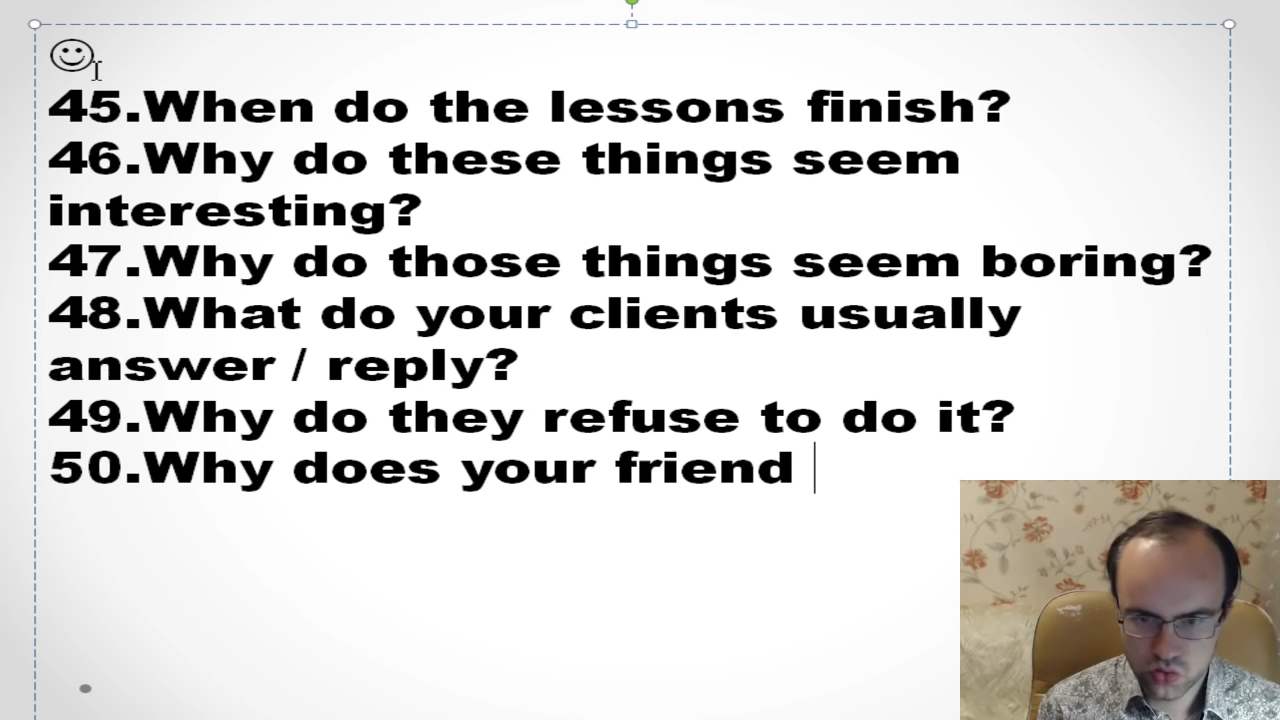 45.When do the lessons finish?
46.Why do these things seem
interesting?
47.Why do those things seem boring?
48.What do your clients usually
answer / reply?
49.Why do they refuse to do it?
50.Why does your friend